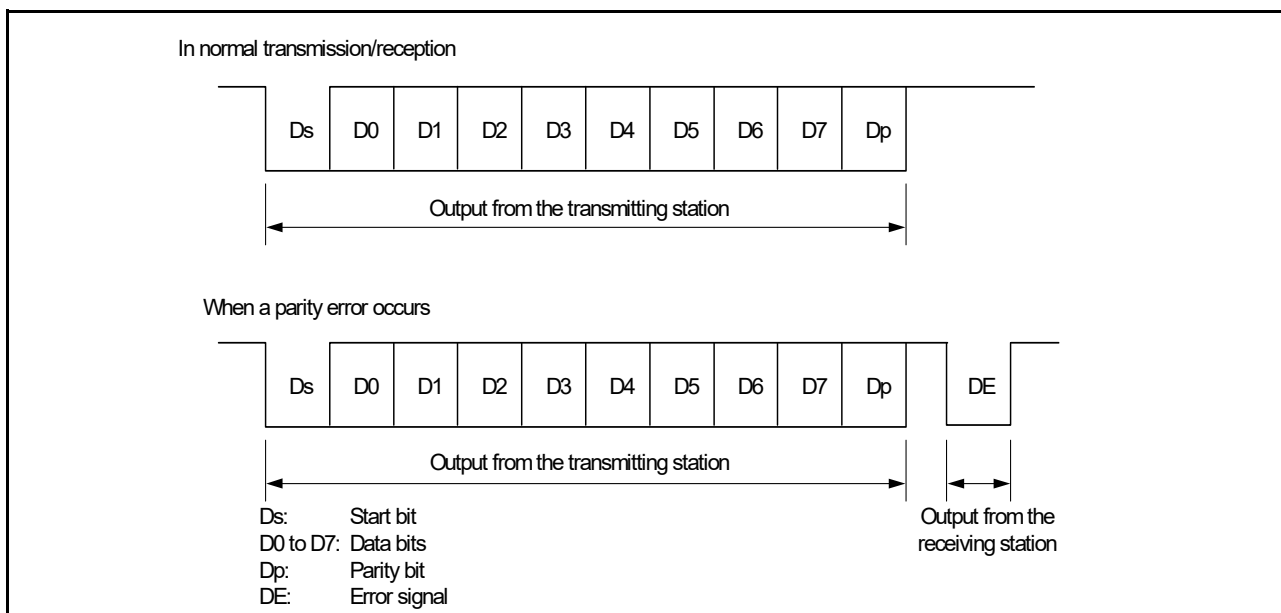 In normal transmission/reception
Ds D0 D1 D2 D3 D4 D5 D6 D7 Dp
Output from the transmitting station
When a parity error occurs
Ds D0 D1 D2 D3 D4 D5 D6 D7 Dp DE
Output from the transmitting station
Output from the
receiving station
Ds: Start bit
D0 to D7: Data bits
Dp: Parity bit
DE: Error signal